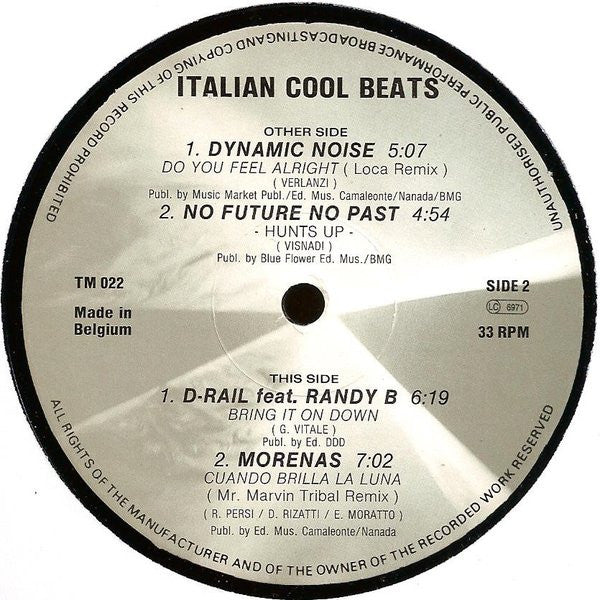 UNAUTHORISED PUBLIC PERFORMANCE BROADCASTING AND COPYING OF THIS RECORD PROHIBITED
ITALIAN COOL BEATS
OTHER SIDE
1. DYNAMIC NOISE 5:07
DO YOU FEEL ALRIGHT ( Loca Remix )
( VERLANZI )
Publ. by Music Market Publ./Ed. Mus. Camaleonte/Nanada/BMG
2. NO FUTURE NO PAST 4:54
- HUNTS UP -
( VISNADI )
Publ. by Blue Flower Ed. Mus./BMG
TM 022
Made in
Belgium
SIDE 2
LC 6971
33 RPM
THIS SIDE
1. D-RAIL feat. RANDY B 6:19
BRING IT ON DOWN
( G. VITALE )
Publ. by Ed. DDD
2. MORENAS 7:02
CUANDO BRILLA LA LUNA
( Mr. Marvin Tribal Remix )
( R. PERSI / D. RIZATTI / E. MORATTO )
Publ. by Ed. Mus. Camaleonte/Nanada
ALL RIGHTS OF THE MANUFACTURER AND OF THE OWNER OF THE RECORDED WORK RESERVED